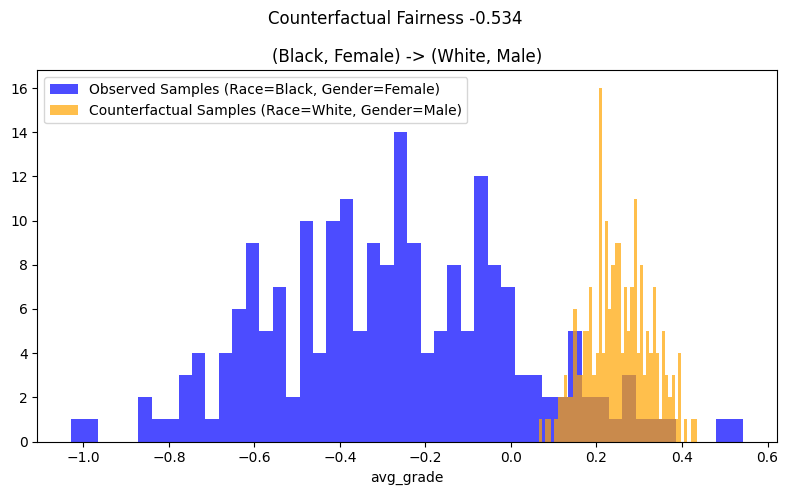 Counterfactual Fairness -0.534
(Black, Female) -> (White, Male)
Observed Samples (Race=Black, Gender=Female)
Counterfactual Samples (Race=White, Gender=Male)
16
14
12
10
8
6
4
2
0
−1.0 −0.8 −0.6 −0.4 −0.2 0.0 0.2 0.4 0.6
avg_grade